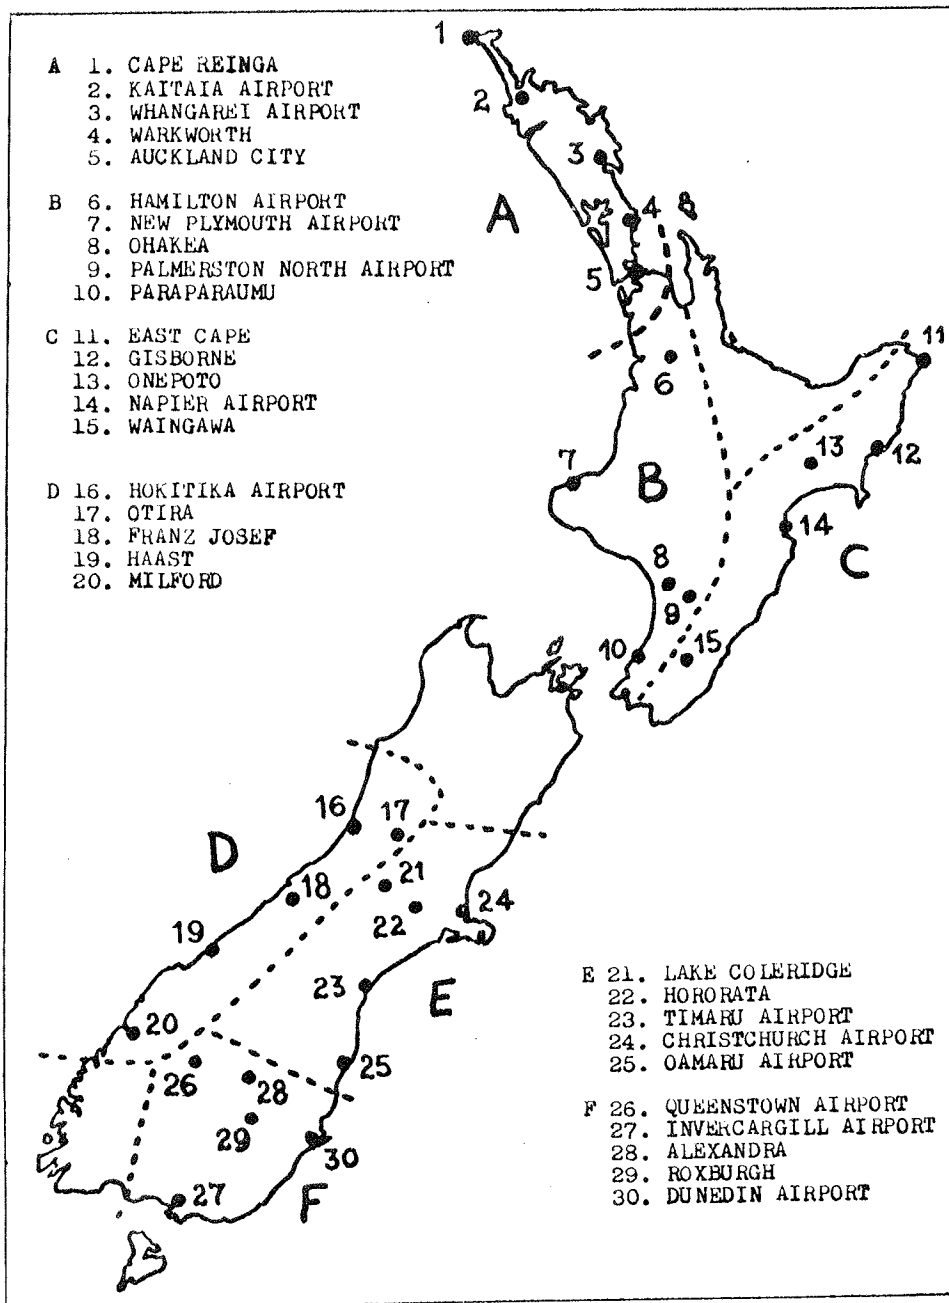 A 1. CAPE REINGA
2. KAITAIA AIRPORT
3. WHANGAREI AIRPORT
4. WARKWORTH
5. AUCKLAND CITY
B 6. HAMILTON AIRPORT
7. NEW PLYMOUTH AIRPORT
8. OHAKEA
9. PALMERSTON NORTH AIRPORT
10. PARAPARAUMU
C 11. EAST CAPE
12. GISBORNE
13. ONEPOTO
14. NAPIER AIRPORT
15. WAINGAWA
D 16. HOKITIKA AIRPORT
17. OTIRA
18. FRANZ JOSEF
19. HAAST
20. MILFORD
1
2
3
A
4
5
11
6
13
12
7
B
14
8
C
9
10
15
16
17
D
21
18
22
24
19
23
E
20
26
28
25
29
30
27
F
E 21. LAKE COLERIDGE
22. HORORATA
23. TIMARU AIRPORT
24. CHRISTCHURCH AIRPORT
25. OAMARU AIRPORT
F 26. QUEENSTOWN AIRPORT
27. INVERCARGILL AIRPORT
28. ALEXANDRA
29. ROXBURGH
30. DUNEDIN AIRPORT